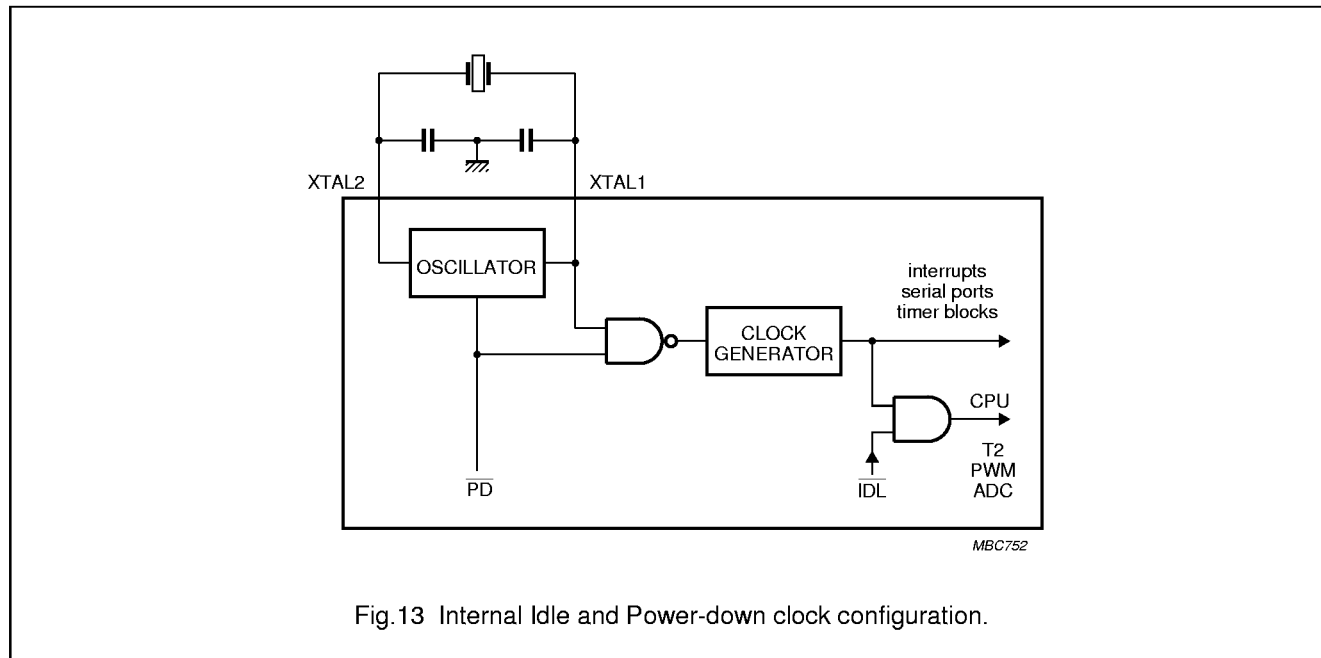 XTAL2
XTAL1
OSCILLATOR
CLOCK
GENERATOR
interrupts
serial ports
timer blocks
CPU
T2
PWM
ADC
PD
IDL
MBC752
Fig.13 Internal Idle and Power-down clock configuration.